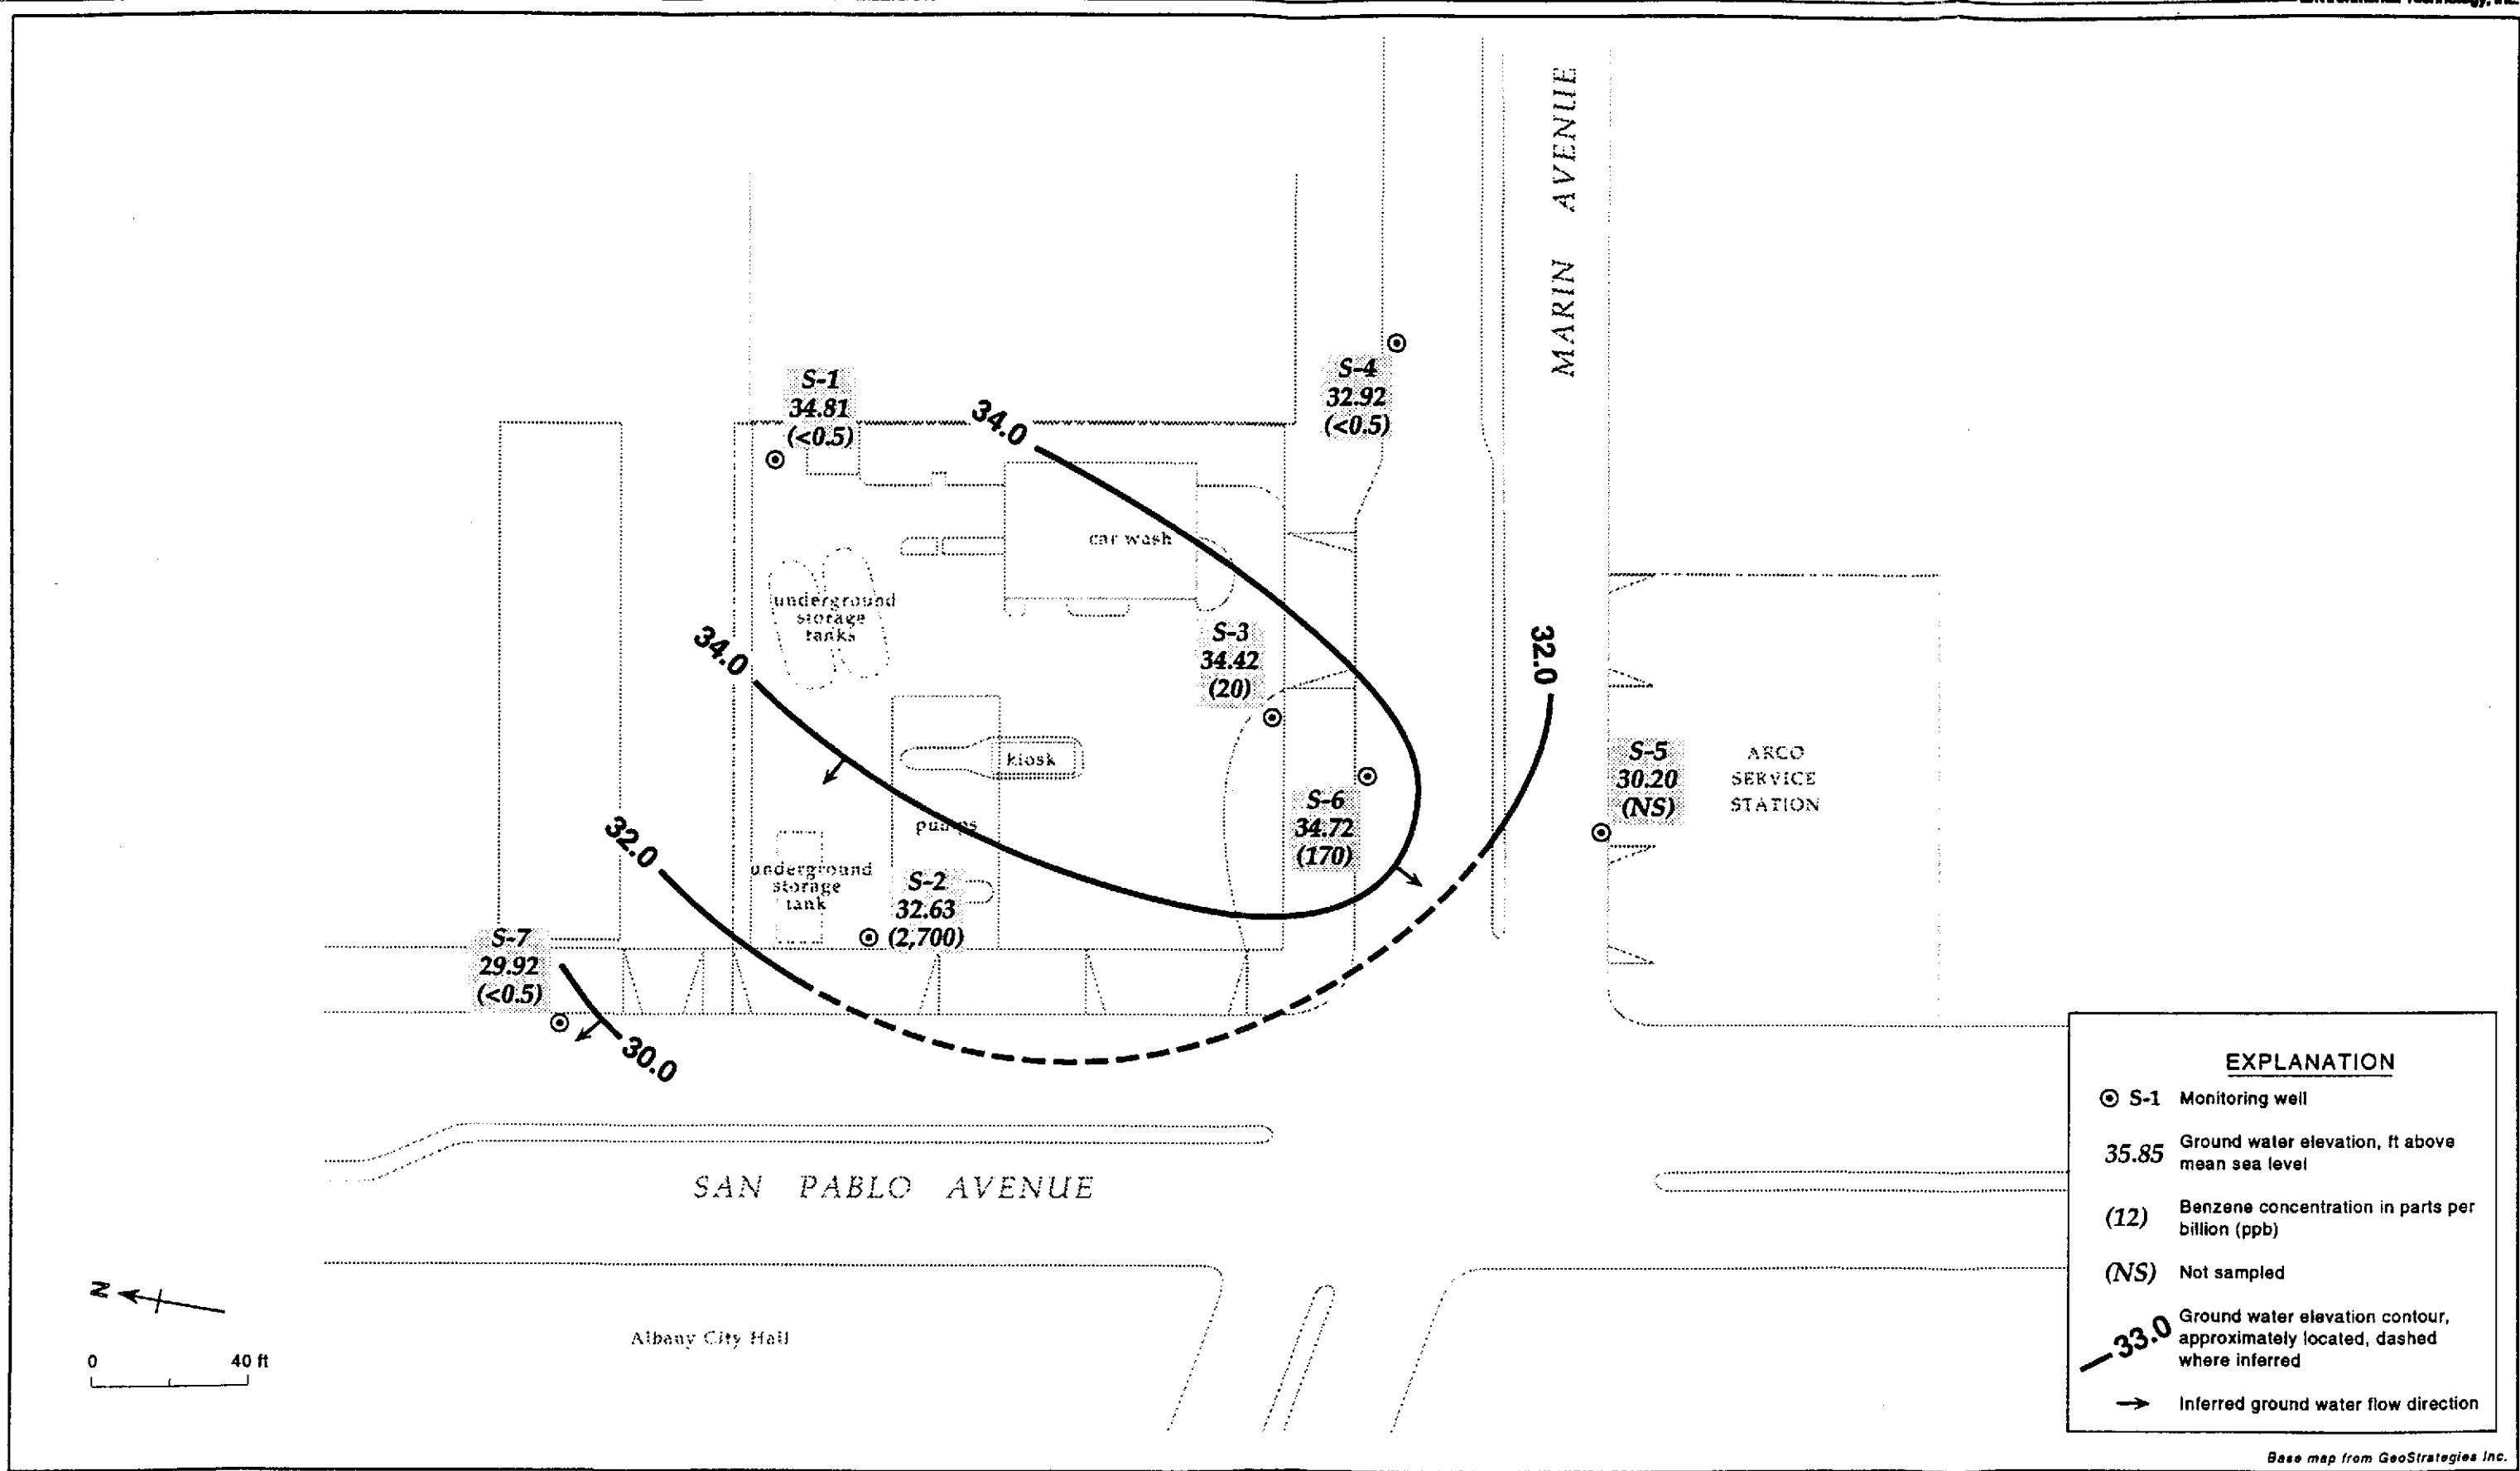 Environmental Technology, Inc.
MARIN AVENUE
S-1
34.81
(<0.5)
34.0
S-4
32.92
(<0.5)
car wash
underground
storage
tanks
34.0
S-3
34.42
(20)
32.0
kiosk
S-5
30.20
(NS)
ARCO
SERVICE
STATION
S-6
34.72
(170)
pumps
32.0
underground
storage
tank
S-2
32.63
(2,700)
S-7
29.92
(<0.5)
30.0
SAN PABLO AVENUE
Albany City Hall
N
0 40 ft
EXPLANATION
S-1 Monitoring well
35.85 Ground water elevation, ft above
mean sea level
(12) Benzene concentration in parts per
billion (ppb)
(NS) Not sampled
33.0 Ground water elevation contour,
approximately located, dashed
where inferred
Inferred ground water flow direction
Base map from GeoStrategies Inc.